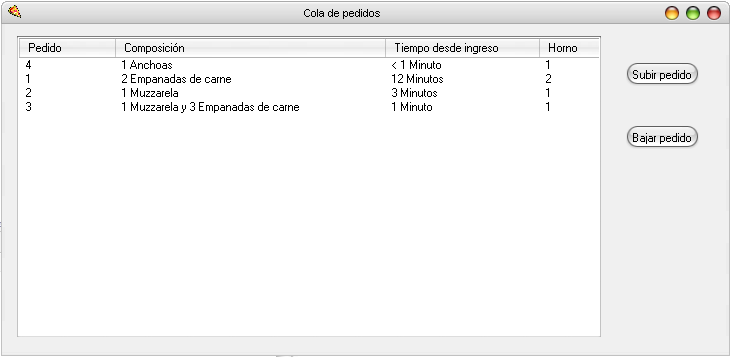 Cola de pedidos
Pedido Composición Tiempo desde ingreso Horno
4 1 Anchoas < 1 Minuto 1
1 2 Empanadas de carne 12 Minutos 2
2 1 Muzzarela 3 Minutos 1
3 1 Muzzarela y 3 Empanadas de carne 1 Minuto 1
Subir pedido
Bajar pedido